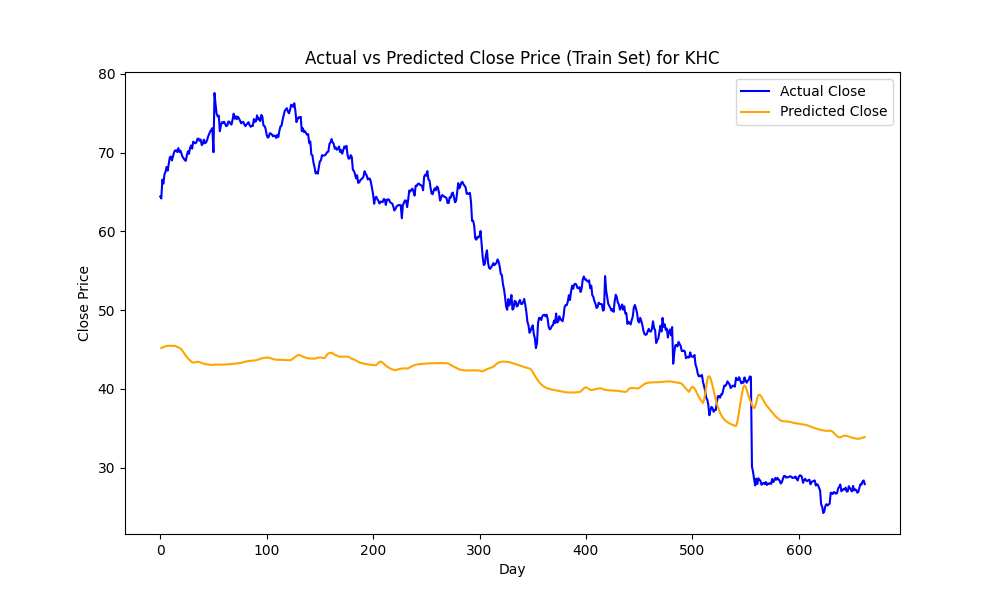 Actual vs Predicted Close Price (Train Set) for KHC
Actual Close
Predicted Close
Close Price
80
70
60
50
40
30
0 100 200 300 400 500 600
Day